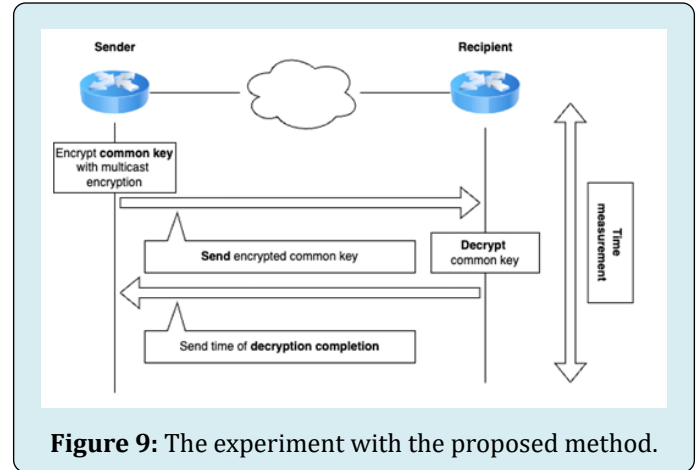 Sender
Recipient
Encrypt common key
with multicast
encryption
Send encrypted common key
Decrypt
common key
Time
measurement
Send time of decryption completion
Figure 9: The experiment with the proposed method.